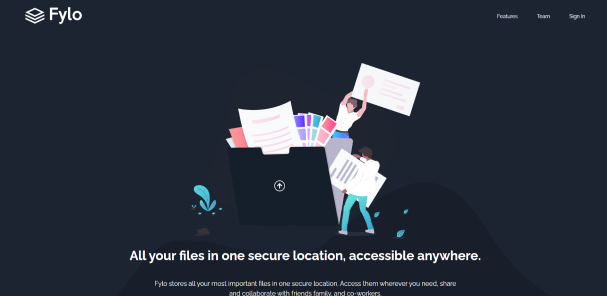 Fylo
Features Team Sign In
All your files in one secure location, accessible anywhere.
Fylo stores all your most important files in one secure location. Access them wherever you need, share
and collaborate with friends family, and co-workers.